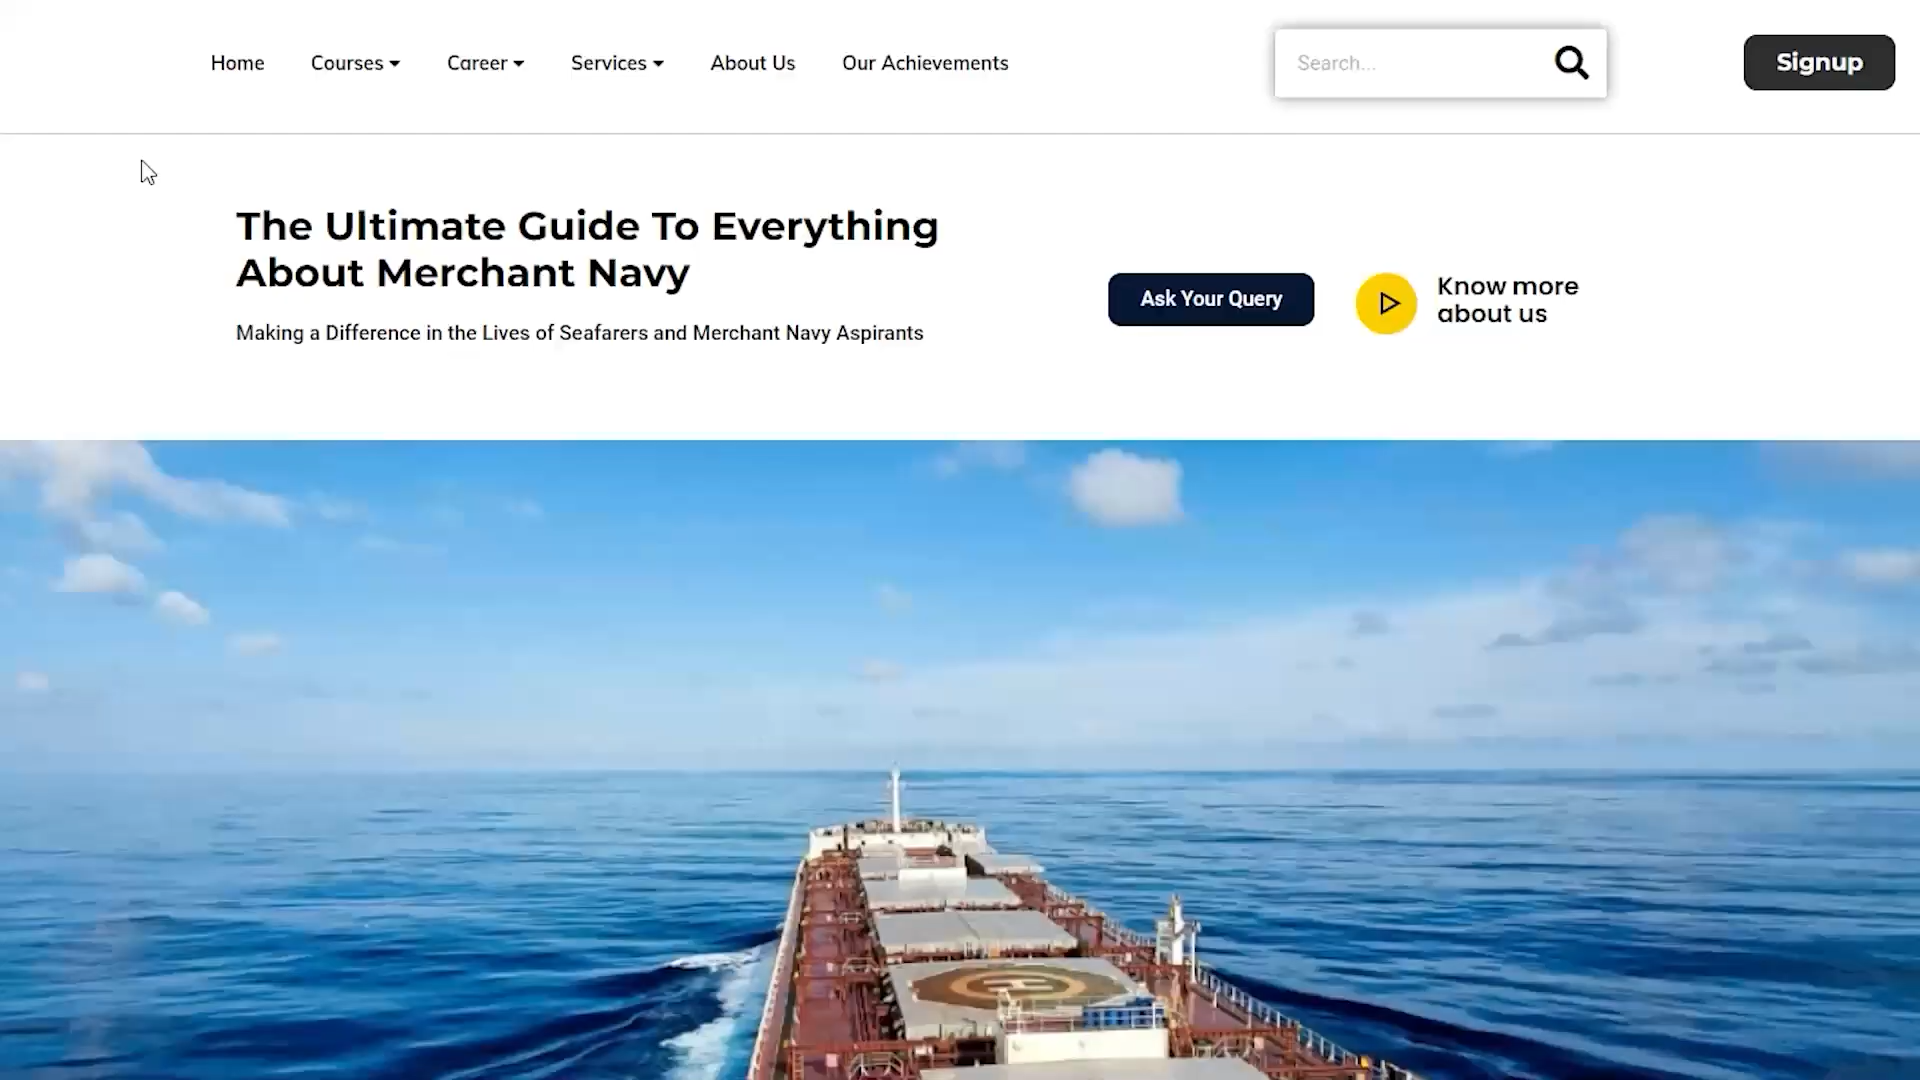 Home Courses Career Services About Us Our Achievements Search... Signup
The Ultimate Guide To Everything
About Merchant Navy
Making a Difference in the Lives of Seafarers and Merchant Navy Aspirants
Ask Your Query
Know more
about us
H